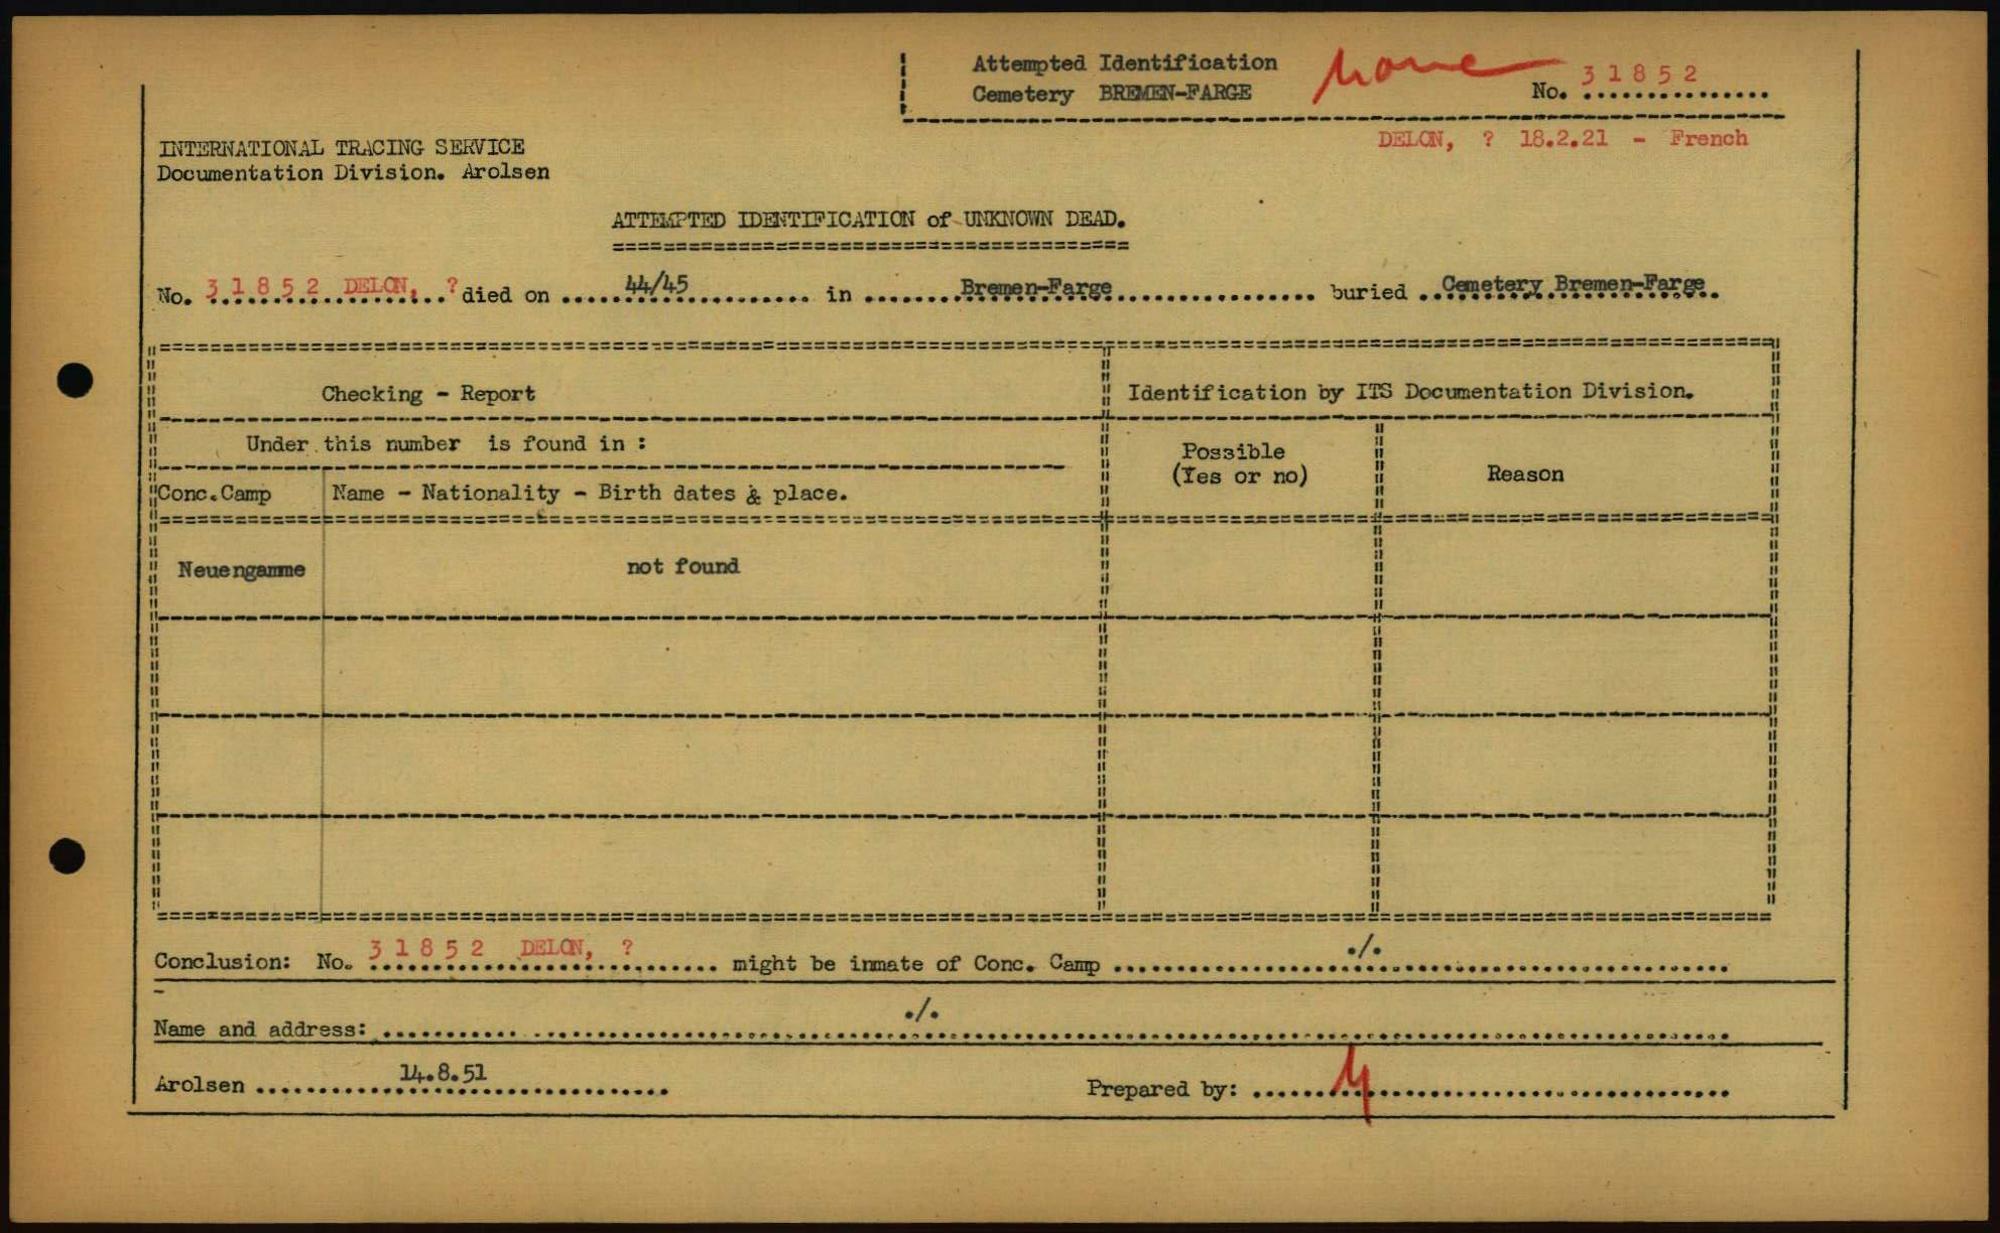 Attempted Identification
Cemetery BREMEN-FARGE
none
No. 31852
DELON, ? 18.2.21 - French
INTERNATIONAL TRACING SERVICE
Documentation Division. Arolsen
ATTEMPTED IDENTIFICATION of UNKNOWN DEAD.
No. 31852 DELON, ? died on 44/45 in Bremen-Farge buried Cemetery Bremen-Farge
Checking - Report
Identification by ITS Documentation Division.
Under this number is found in :
Possible
(Yes or no)
Reason
Conc.Camp Name - Nationality - Birth dates & place.
Neuengamme not found
Conclusion: No. 31852 DELON, ? might be inmate of Conc. Camp ./.
Name and address: ./.
Arolsen 14.8.51 Prepared by: